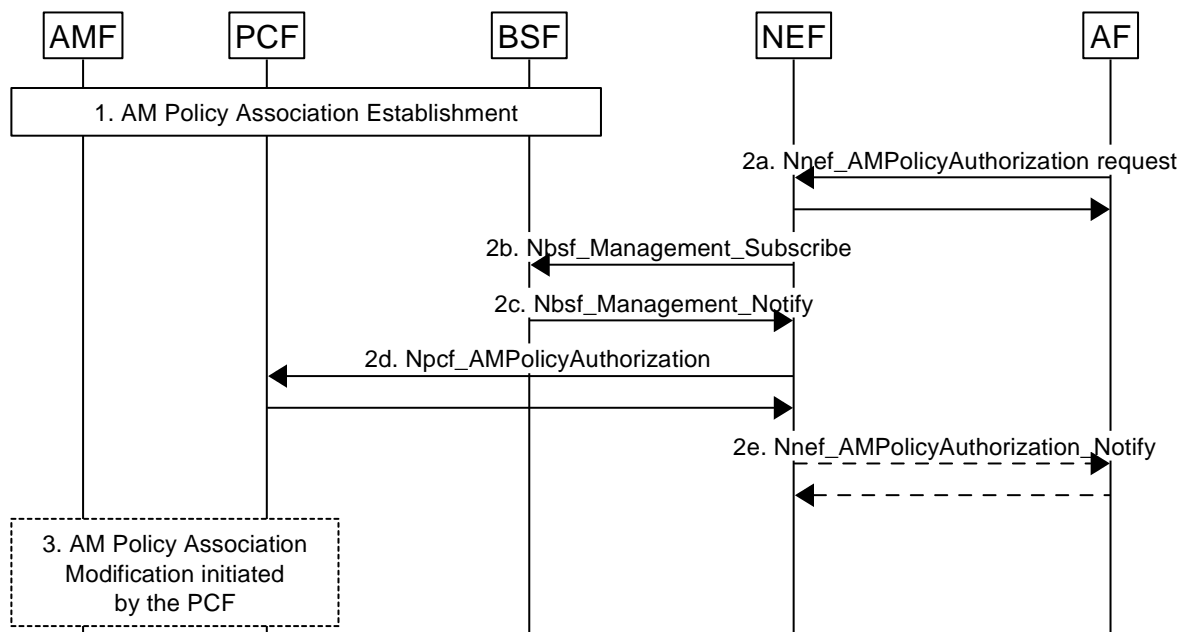 AMF
PCF
BSF
NEF
AF
1. AM Policy Association Establishment
2a. Nnef_AMPolicyAuthorization request
2b. Nbsf_Management_Subscribe
2c. Nbsf_Management_Notify
2d. Npcf_AMPolicyAuthorization
2e. Nnef_AMPolicyAuthorization_Notify
3. AM Policy Association
Modification initiated
by the PCF